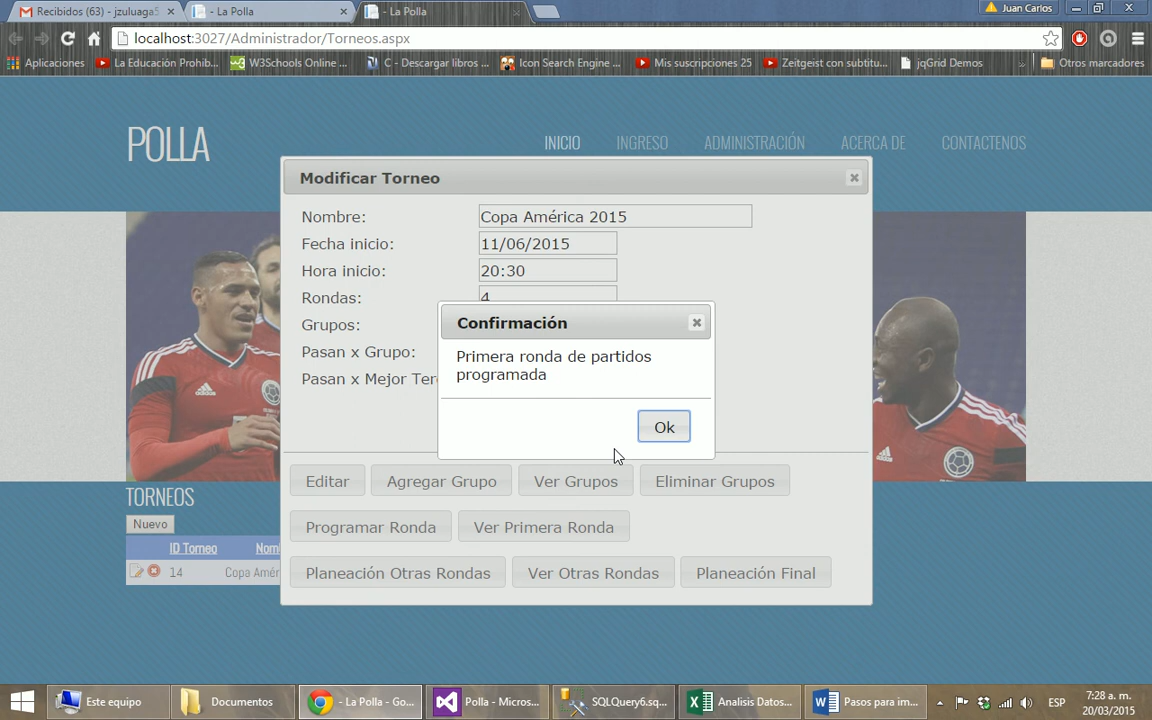 Recibidos (63) - jzuluaga5
- La Polla
- La Polla
Juan Carlos
localhost:3027/Administrador/Torneos.aspx
Aplicaciones
La Educación Prohib...
W3Schools Online ...
C - Descargar libros ...
Icon Search Engine ...
Mis suscripciones 25
Zeitgeist con subtitu...
jqGrid Demos
»
Otros marcadores
POLLA
INICIO
INGRESO
ADMINISTRACIÓN
ACERCA DE
CONTACTENOS
Modificar Torneo
Nombre: Copa América 2015
Fecha inicio: 11/06/2015
Hora inicio: 20:30
Rondas: 4
Grupos:
Pasan x Grupo:
Pasan x Mejor Ter
Confirmación
Primera ronda de partidos
programada
Ok
Editar
Agregar Grupo
Ver Grupos
Eliminar Grupos
Programar Ronda
Ver Primera Ronda
Planeación Otras Rondas
Ver Otras Rondas
Planeación Final
adidas
TORNEOS
Nuevo
ID Torneo
Nom
14
Copa Amér
Este equipo
Documentos
- La Polla - Go...
Polla - Micros...
SQLQuery6.sq...
Analisis Datos...
Pasos para im...
ESP
7:28 a. m.
20/03/2015